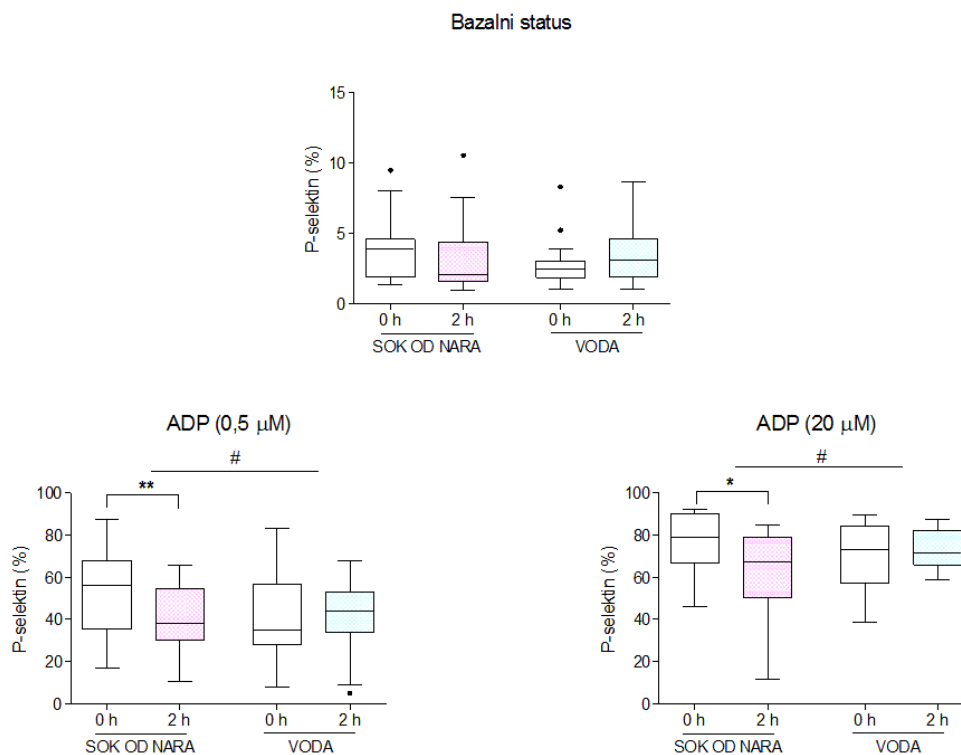 Bazalni status
15
10
5
0
P-selektin (%)
0 h 2 h 0 h 2 h
SOK OD NARA VODA
ADP (0,5 μM)
#
**
100
80
60
40
20
0
P-selektin (%)
0 h 2 h 0 h 2 h
SOK OD NARA VODA
ADP (20 μM)
#
*
100
80
60
40
20
0
P-selektin (%)
0 h 2 h 0 h 2 h
SOK OD NARA VODA